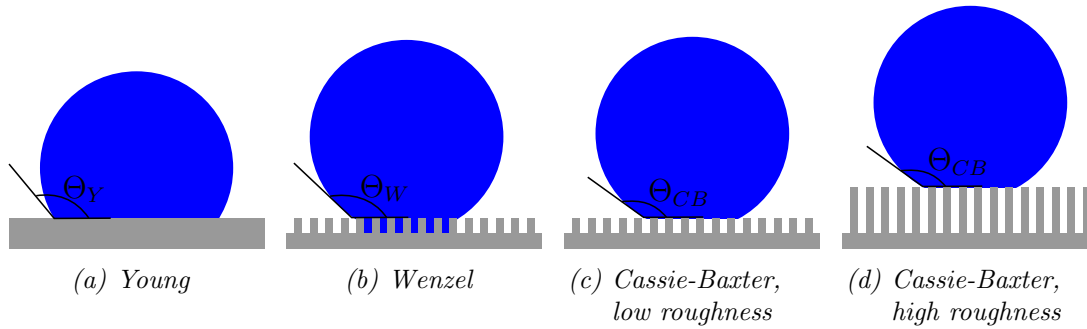 Θ_Y
Θ_W
Θ_CB
Θ_CB
(a) Young
(b) Wenzel
(c) Cassie-Baxter,
low roughness
(d) Cassie-Baxter,
high roughness